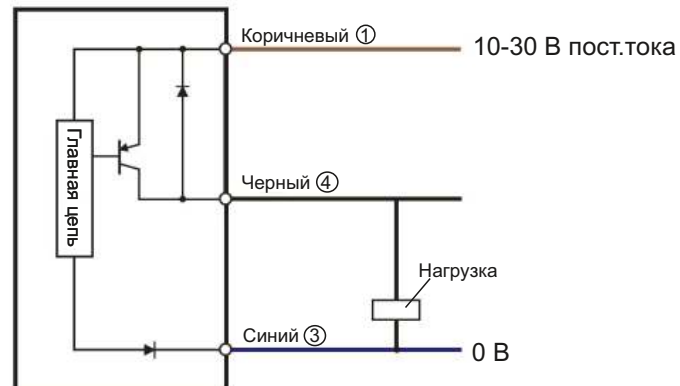 Коричневый ①
10-30 В пост.тока
Главная цепь
Черный ④
Нагрузка
Синий ③
0 В